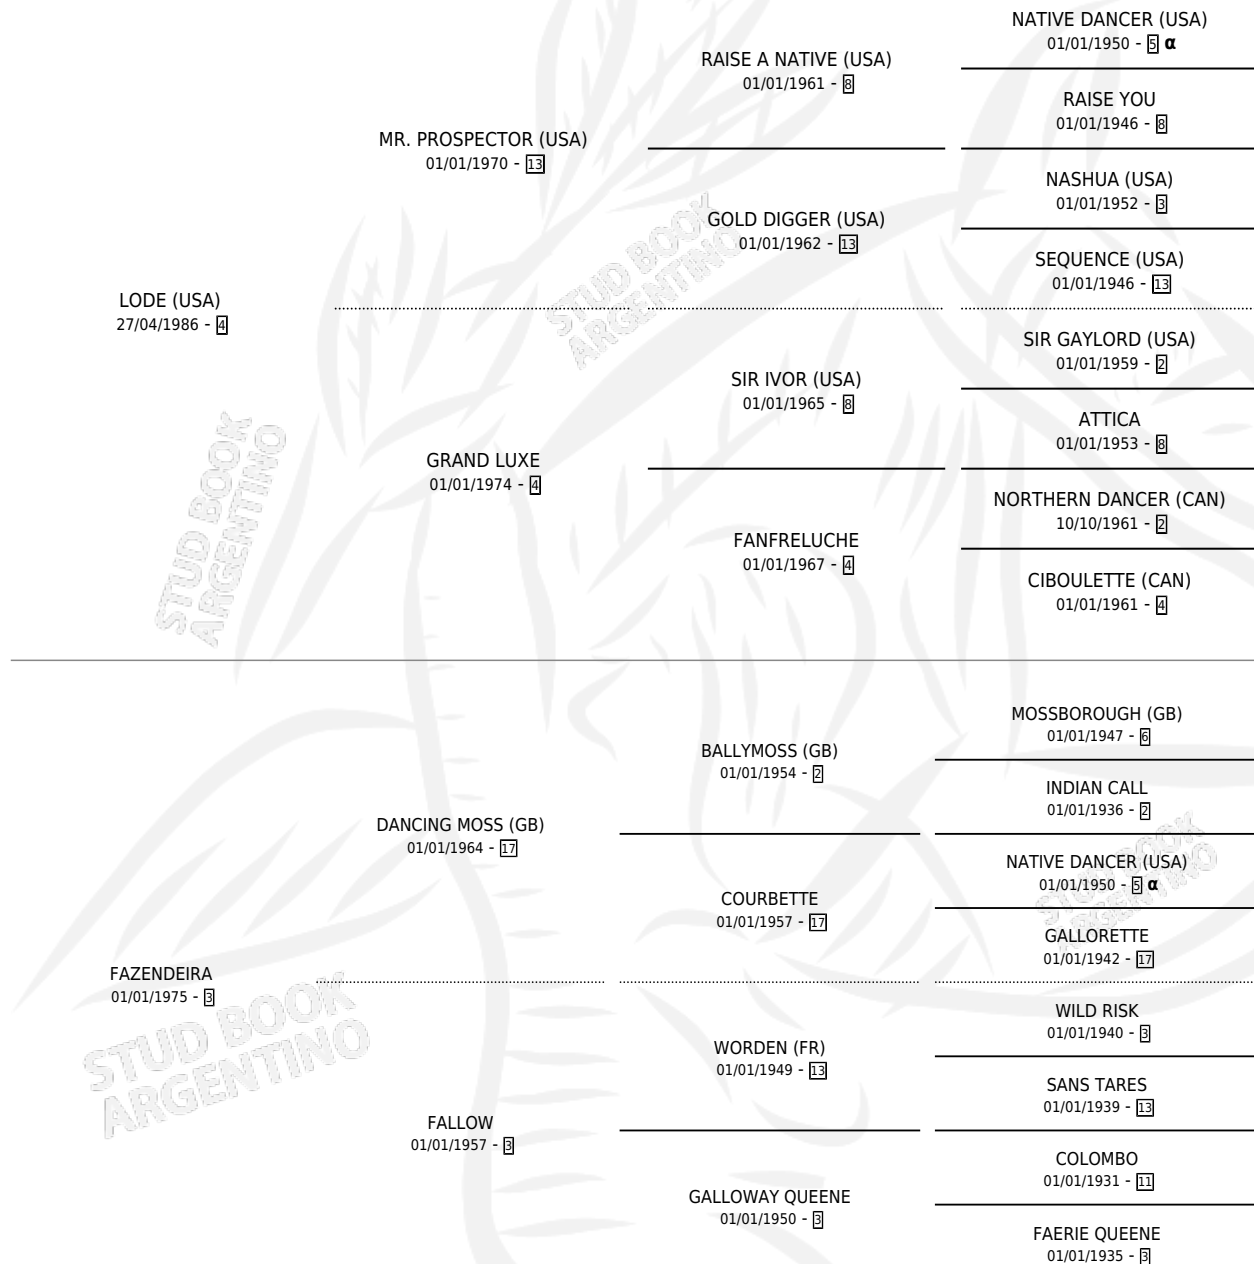 NATIVE DANCER (USA)
01/01/1950 - 5 α
RAISE A NATIVE (USA)
01/01/1961 - 8
RAISE YOU
01/01/1946 - 8
MR. PROSPECTOR (USA)
01/01/1970 - 13
NASHUA (USA)
01/01/1952 - 3
GOLD DIGGER (USA)
01/01/1962 - 13
SEQUENCE (USA)
01/01/1946 - 13
LODE (USA)
27/04/1986 - 4
STUD BOOK
ARGENTINO
SIR GAYLORD (USA)
01/01/1959 - 2
SIR IVOR (USA)
01/01/1965 - 8
ATTICA
01/01/1953 - 8
GRAND LUXE
01/01/1974 - 4
NORTHERN DANCER (CAN)
10/10/1961 - 2
FANFRELUCHE
01/01/1967 - 4
CIBOULETTE (CAN)
01/01/1961 - 4
STUD BOOK
ARGENTINO
MOSSBOROUGH (GB)
01/01/1947 - 6
BALLYMOSS (GB)
01/01/1954 - 2
INDIAN CALL
01/01/1936 - 2
DANCING MOSS (GB)
01/01/1964 - 17
NATIVE DANCER (USA)
01/01/1950 - 5 α
COURBETTE
01/01/1957 - 17
GALLORETTE
01/01/1942 - 17
STUD BOOK
ARGENTINO
FAZENDEIRA
01/01/1975 - 3
WILD RISK
01/01/1940 - 3
WORDEN (FR)
01/01/1949 - 13
SANS TARES
01/01/1939 - 13
STUD BOOK
ARGENTINO
FALLOW
01/01/1957 - 3
COLOMBO
01/01/1931 - 11
GALLOWAY QUEENE
01/01/1950 - 3
FAERIE QUEENE
01/01/1935 - 3